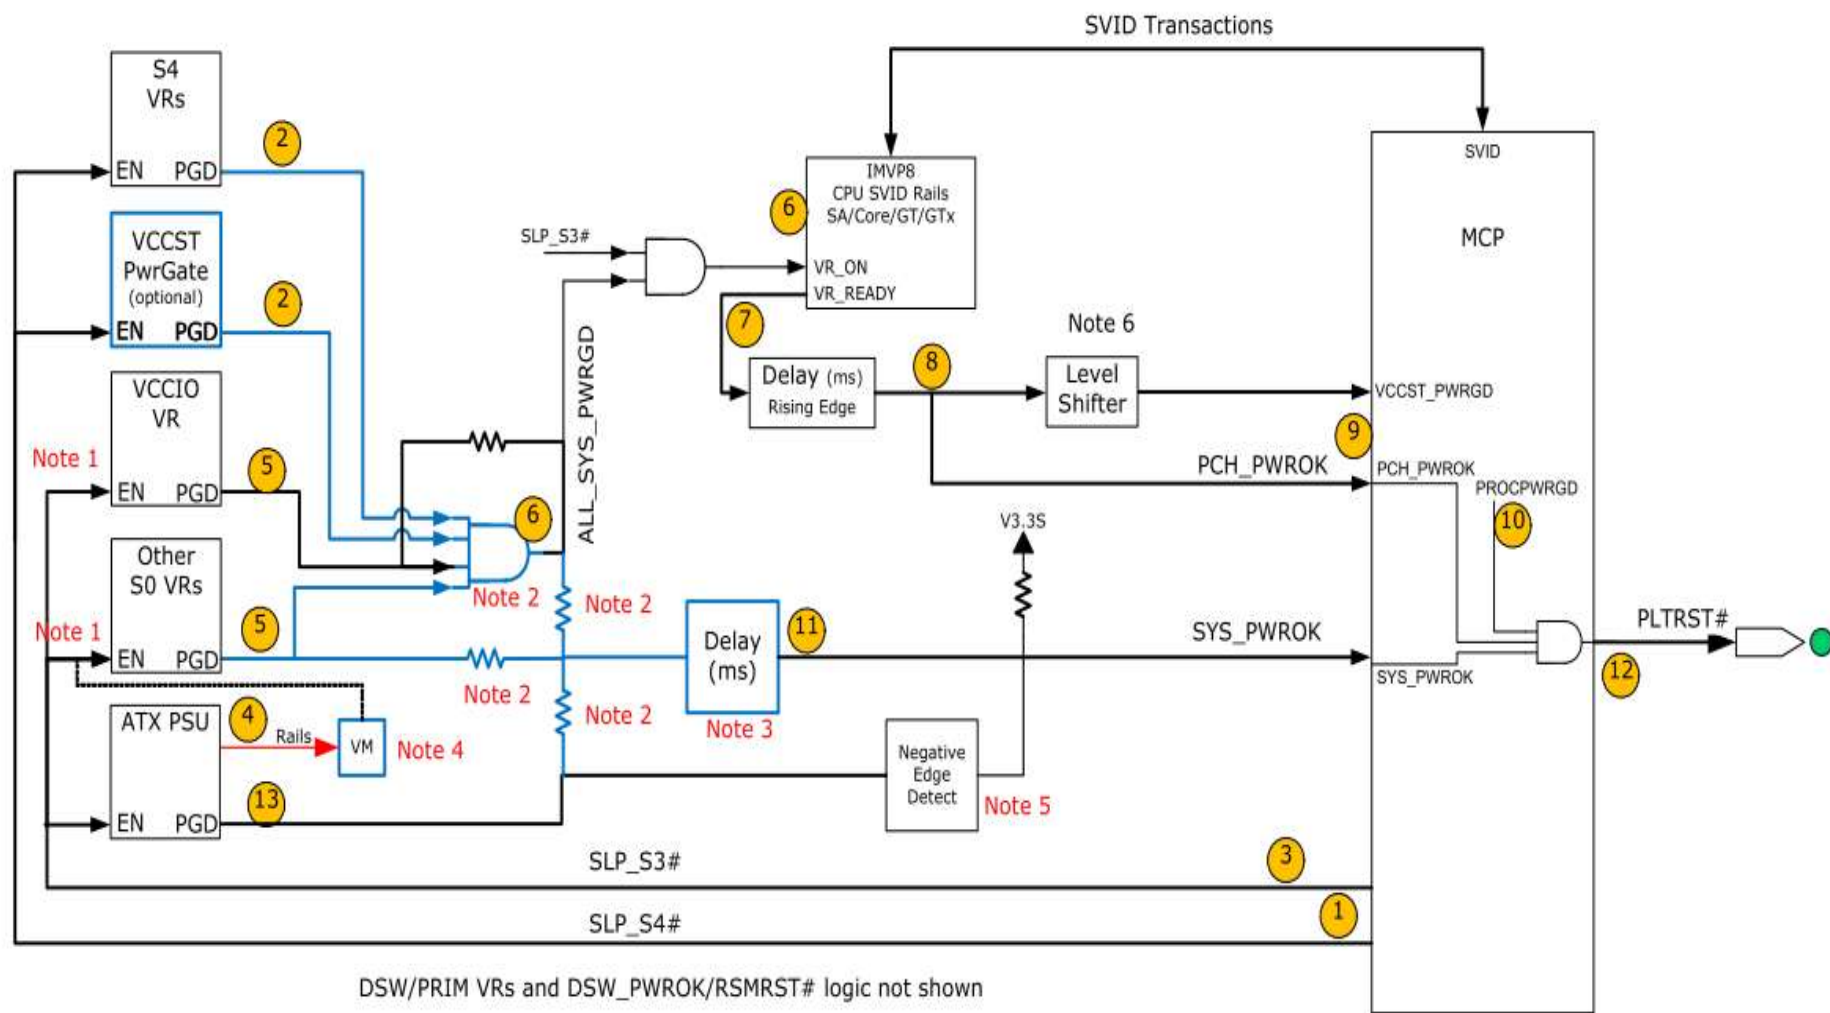 SVID Transactions
S4
VRs
EN PGD
2
VCCST
PwrGate
(optional)
EN PGD
2
VCCIO
VR
EN PGD
Note 1
5
Other
S0 VRs
EN PGD
Note 1
5
ATX PSU
EN PGD
4
Rails
VM
Note 4
13
6
Note 2
Note 2
Note 2
Note 2
ALL_SYS_PWRGD
SLP_S3#
6
IMVP8
CPU SVID Rails
SA/Core/GT/GTx
VR_ON
VR_READY
7
Delay (ms)
Rising Edge
8
Note 6
Level
Shifter
PCH_PWROK
V3.3S
Delay
(ms)
Note 3
11
SYS_PWROK
Negative
Edge
Detect
Note 5
SVID
MCP
VCCST_PWRGD
9
PCH_PWROK
PROCPWRGD
10
SYS_PWROK
PLTRST#
12
SLP_S3#
3
SLP_S4#
1
DSW/PRIM VRs and DSW_PWROK/RSMRST# logic not shown